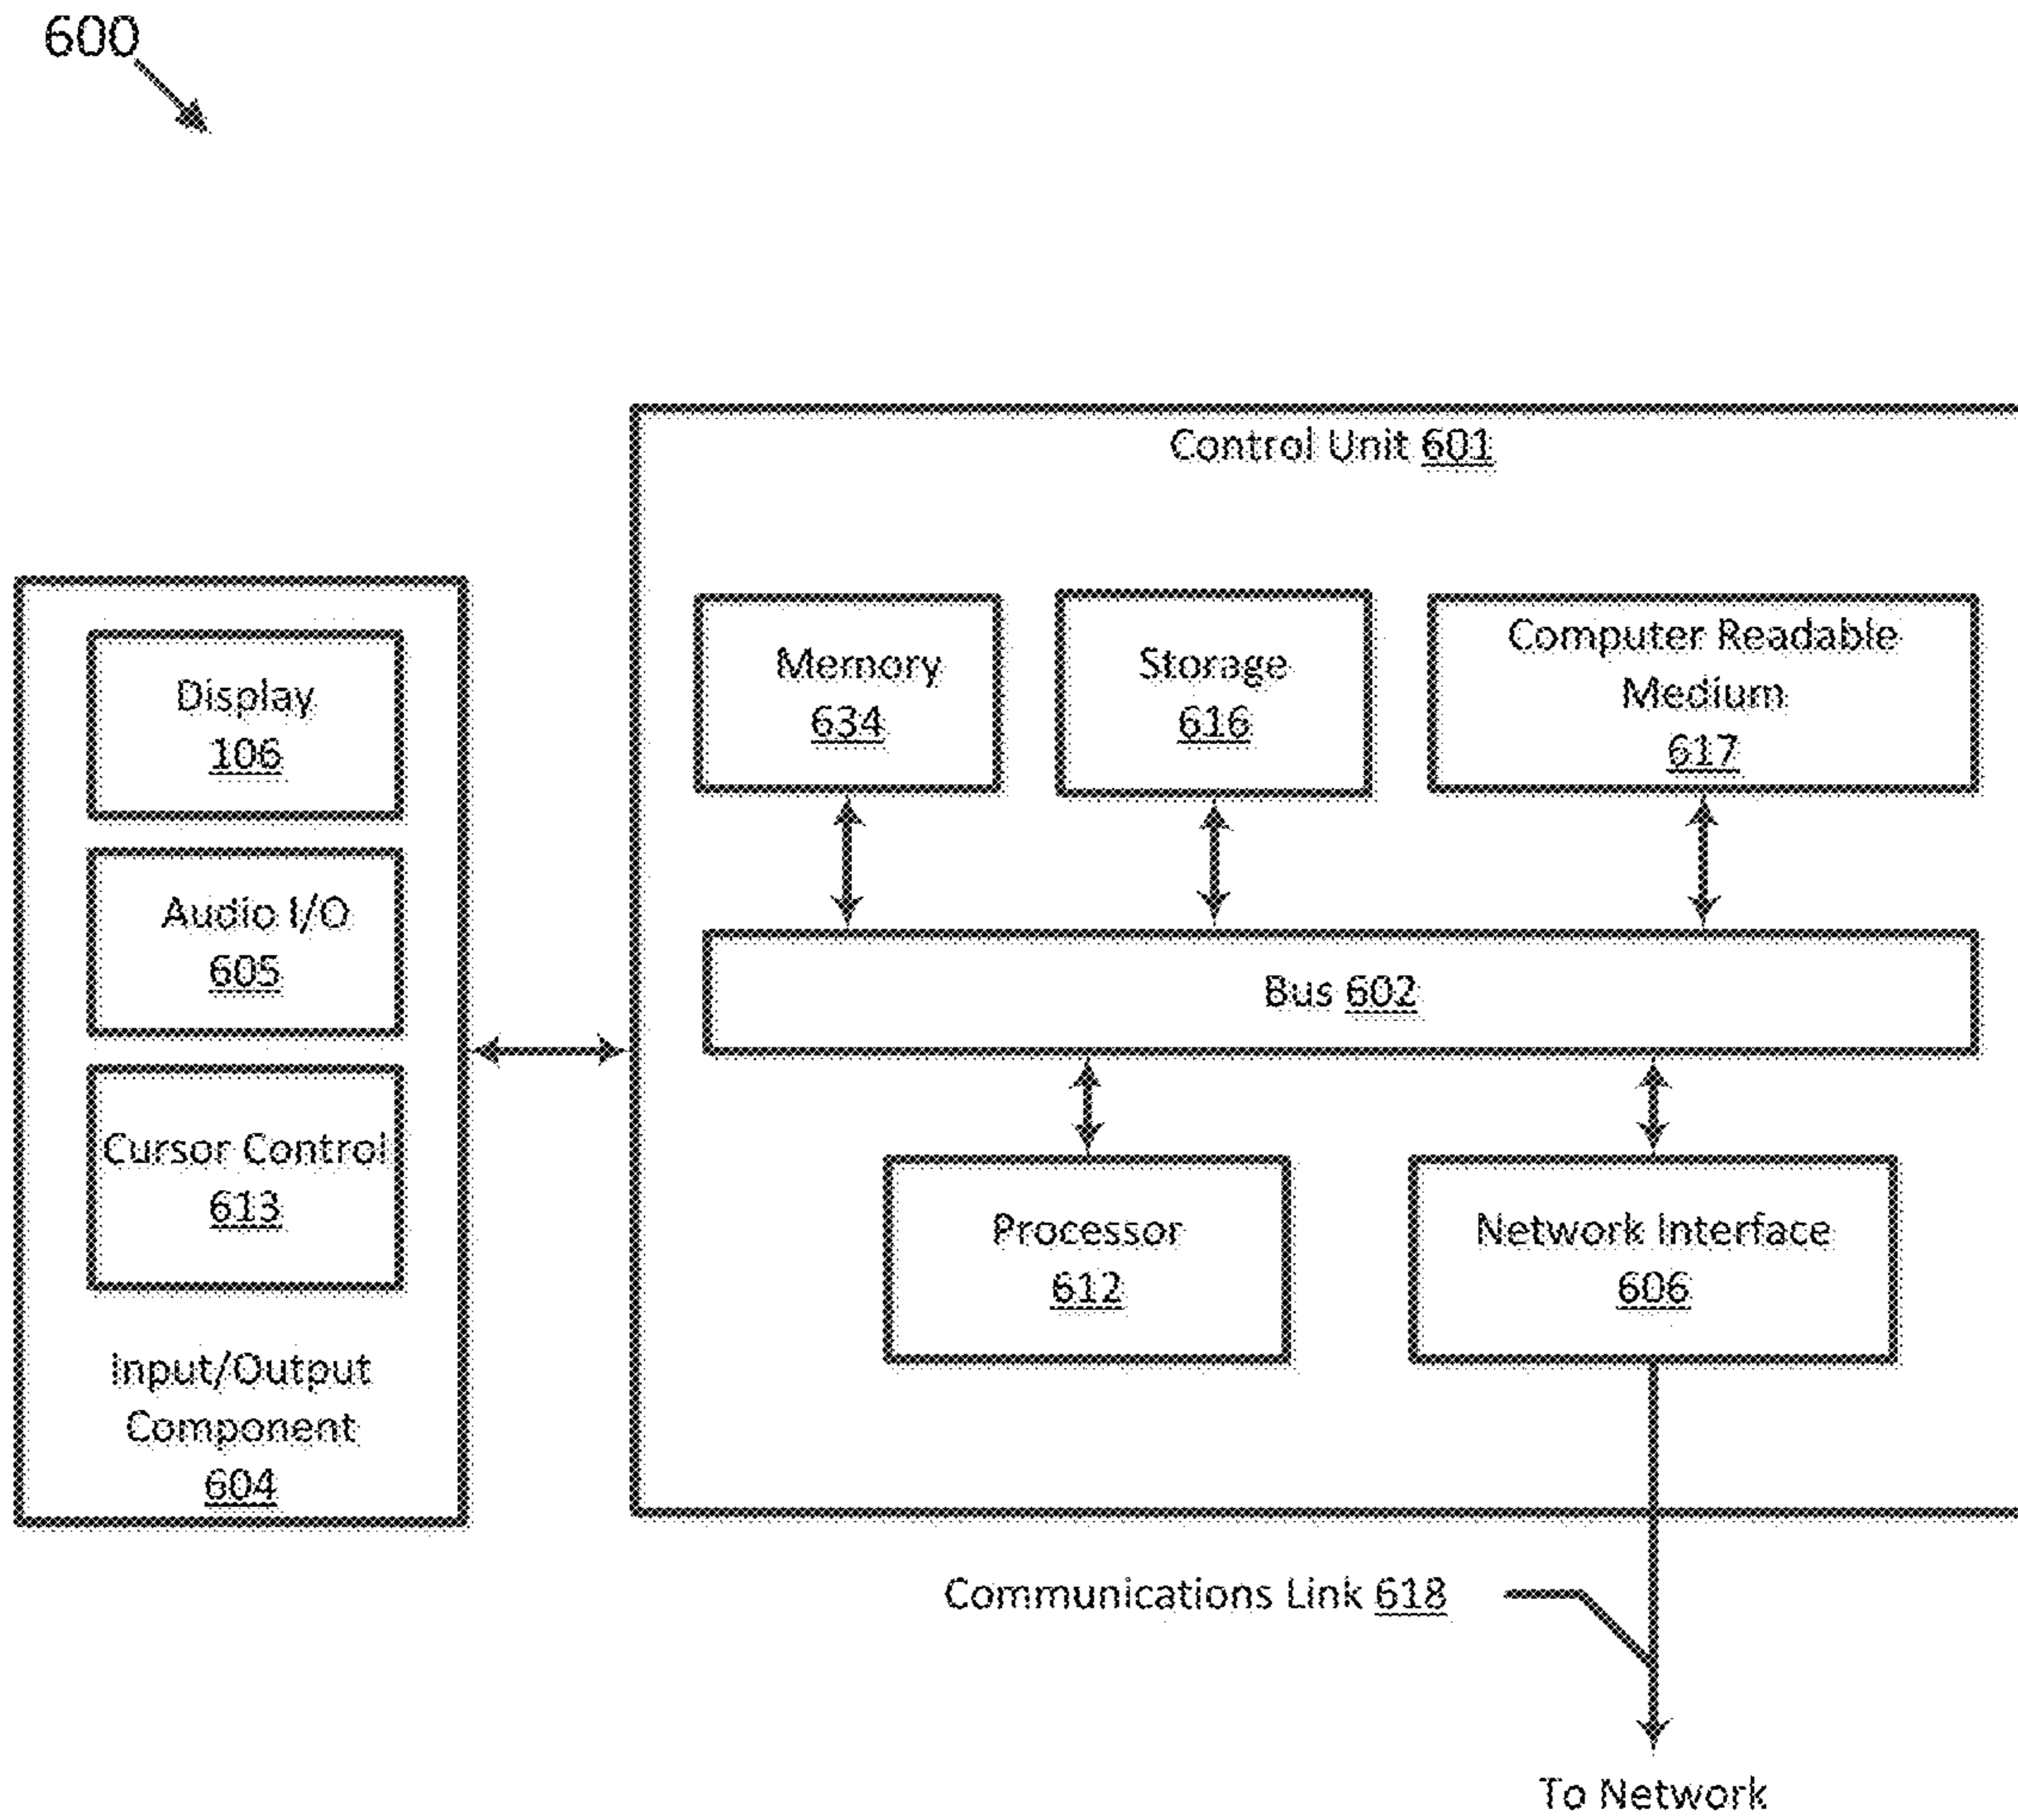 600
Control Unit 601
Memory
634
Storage
616
Computer Readable
Medium
617
Display
106
Audio I/O
605
Cursor Control
613
Input/Output
Component
604
Bus 602
Processor
612
Network Interface
606
Communications Link 618
To Network